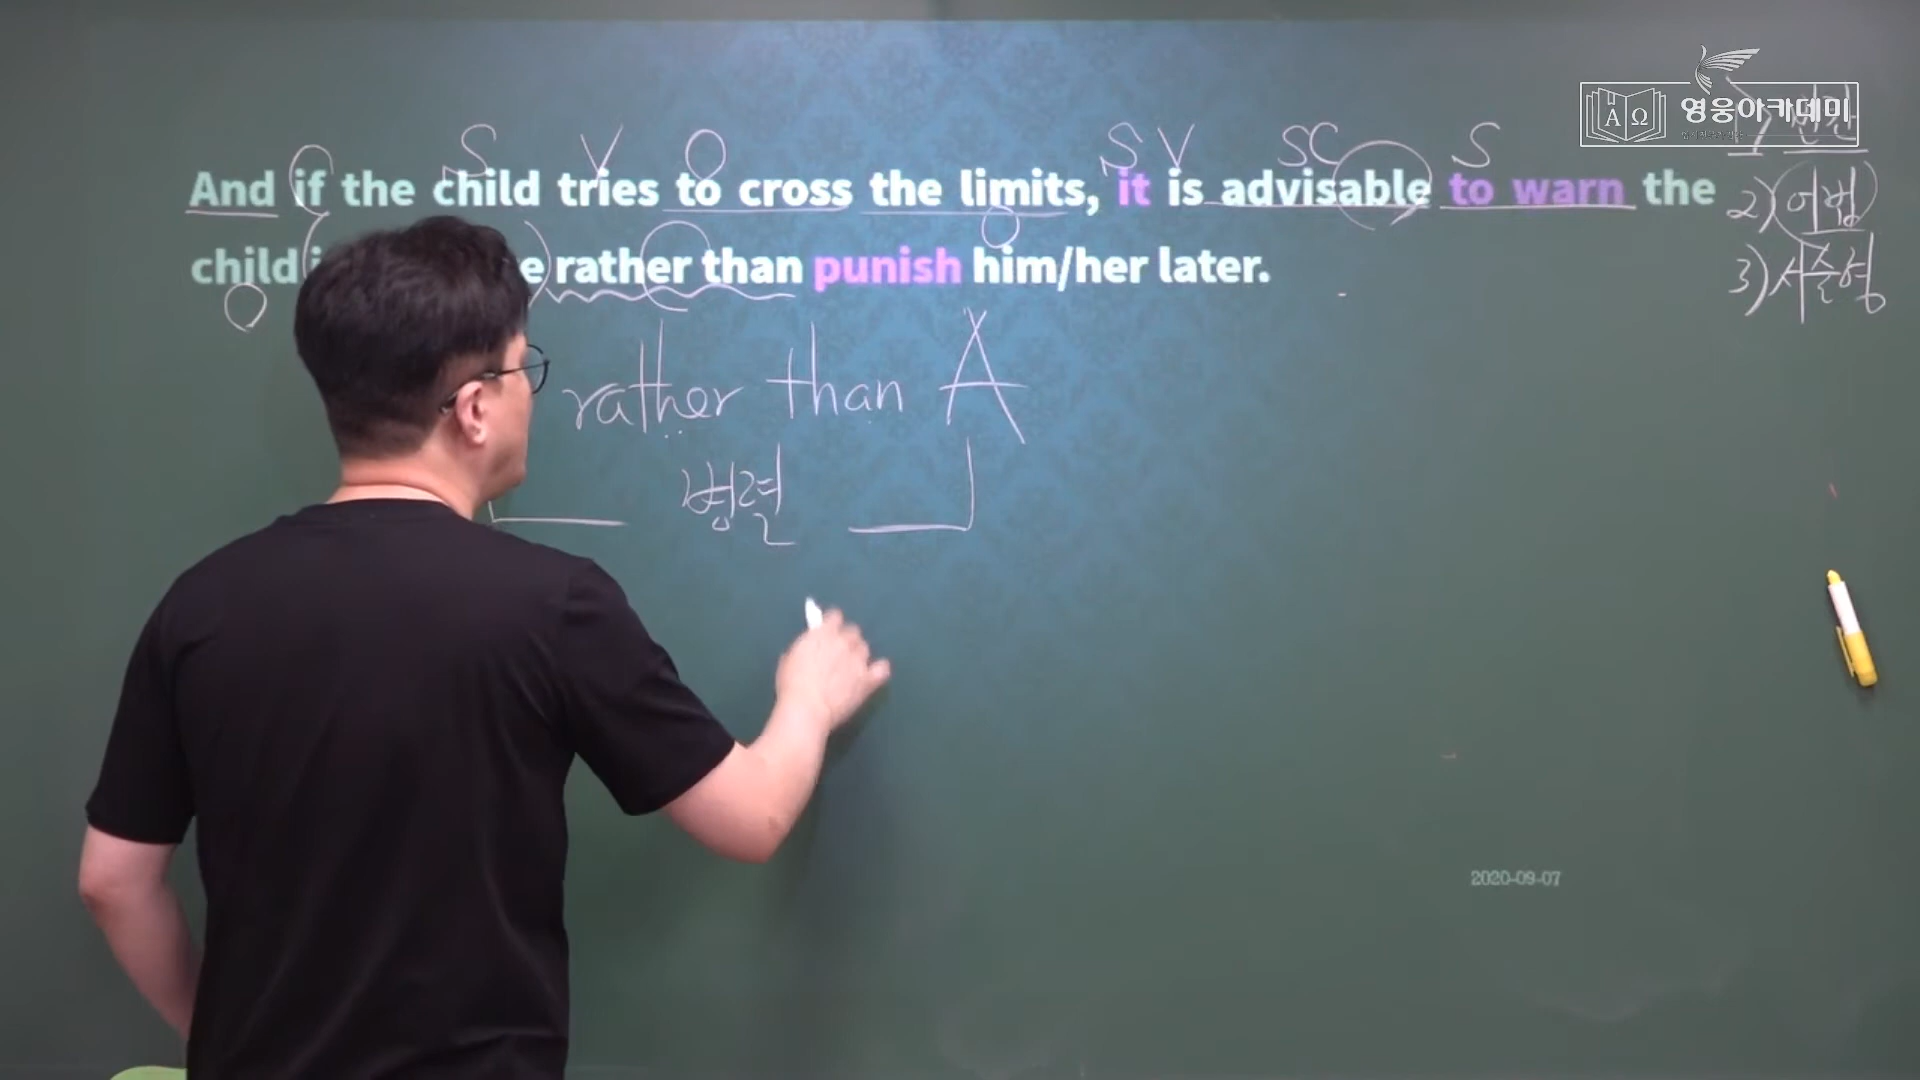 영웅아카데미
S V O S V SC S
And if the child tries to cross the limits, it is advisable to warn the
2) 어법
child e rather than punish him/her later.
3) 서술형
O
O
rather than A
병렬
2020-09-07